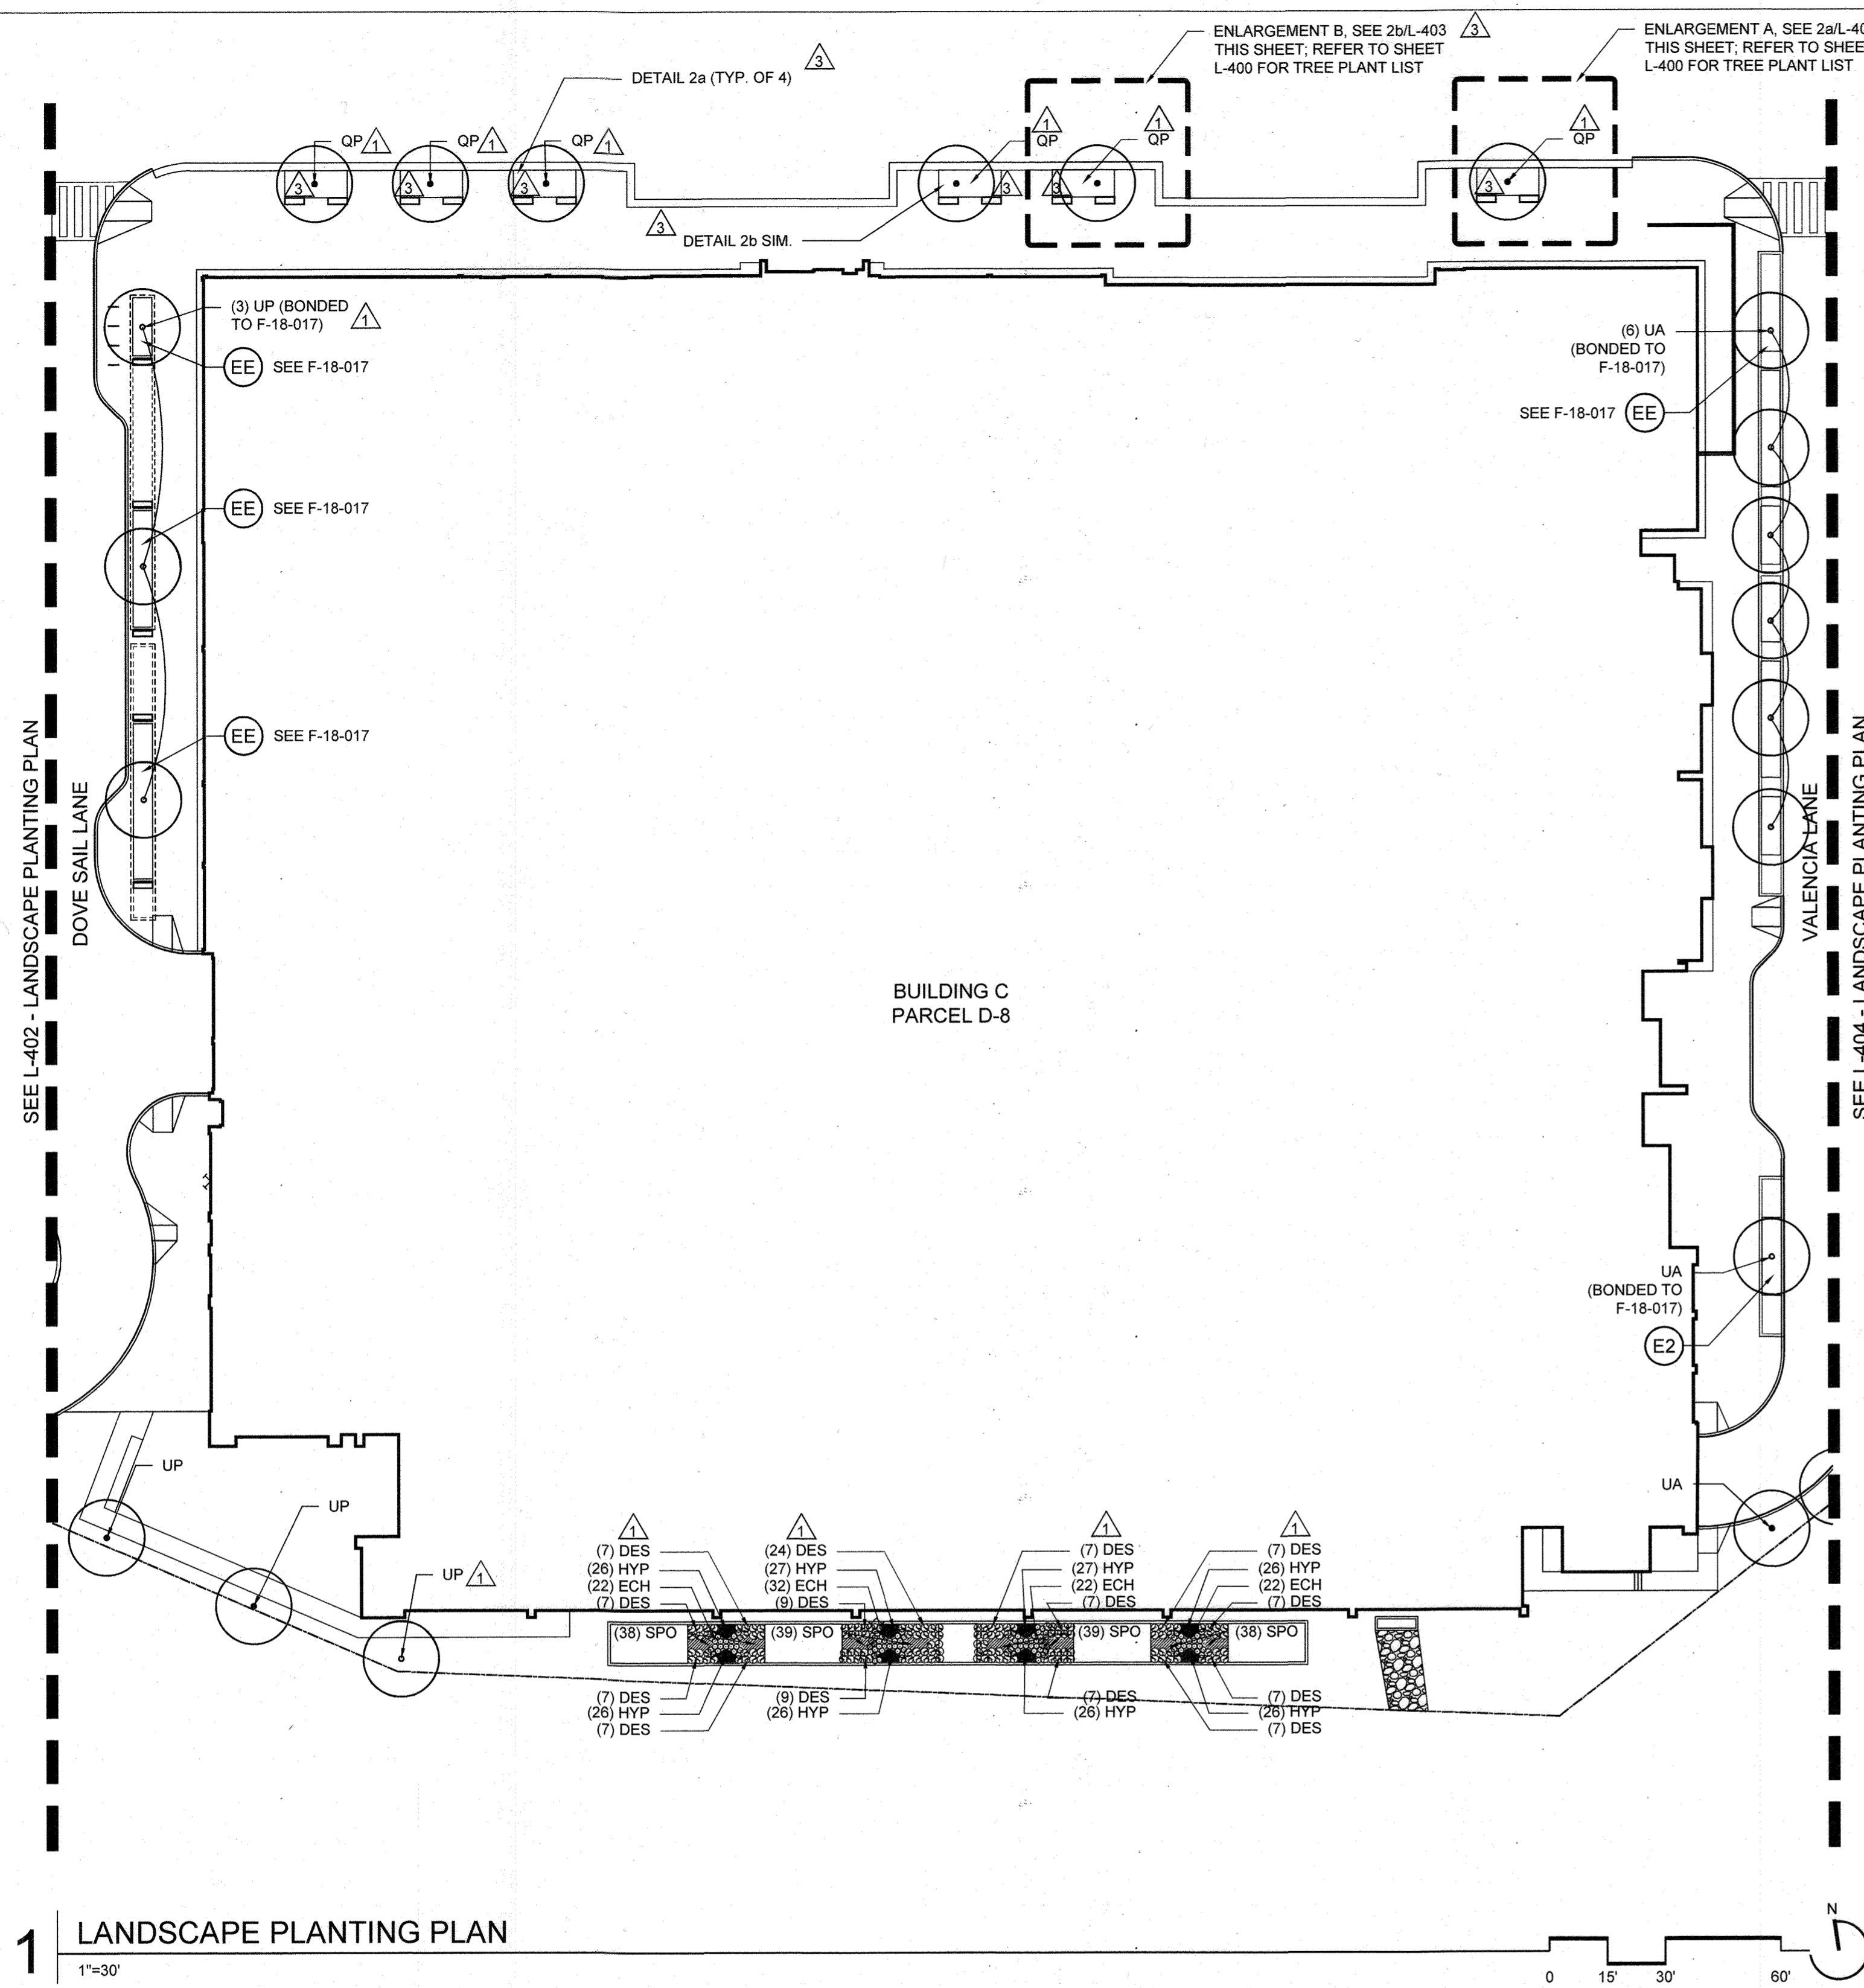 ENLARGEMENT B, SEE 2b/L-403
THIS SHEET; REFER TO SHEET
L-400 FOR TREE PLANT LIST
3
ENLARGEMENT A, SEE 2a/L-40
THIS SHEET; REFER TO SHEE
L-400 FOR TREE PLANT LIST
DETAIL 2a (TYP. OF 4)
3
QP 1
QP 1
QP 1
1
QP
1
QP
1
QP
3
3
3
3
3
3
3
DETAIL 2b SIM.
(3) UP (BONDED
TO F-18-017)
1
EE SEE F-18-017
EE SEE F-18-017
EE SEE F-18-017
(6) UA
(BONDED TO
F-18-017)
SEE F-18-017 EE
SEE L-402 - LANDSCAPE PLANTING PLAN
DOVE SAIL LANE
VALENCIA LANE
SEE L-404 - LANDSCAPE PLANTING PLAN
BUILDING C
PARCEL D-8
UA
(BONDED TO
F-18-017)
E2
UA
UP
UP
UP 1
1
(7) DES
(26) HYP
(22) ECH
(7) DES
1
(24) DES
(27) HYP
(32) ECH
(9) DES
1
(7) DES
(27) HYP
(22) ECH
(7) DES
1
(7) DES
(26) HYP
(22) ECH
(7) DES
(38) SPO
(39) SPO
(39) SPO
(38) SPO
(7) DES
(26) HYP
(7) DES
(9) DES
(26) HYP
(7) DES
(26) HYP
(7) DES
(26) HYP
(7) DES
1
LANDSCAPE PLANTING PLAN
1"=30'
0 15' 30' 60'
N